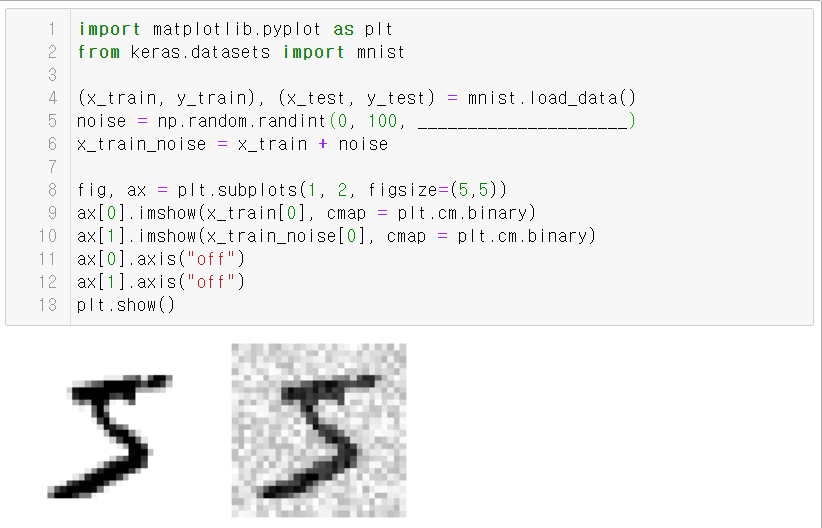 1 import matplotlib.pyplot as plt
2 from keras.datasets import mnist
3
4 (x_train, y_train), (x_test, y_test) = mnist.load_data()
5 noise = np.random.randint(0, 100, _____________________)
6 x_train_noise = x_train + noise
7
8 fig, ax = plt.subplots(1, 2, figsize=(5,5))
9 ax[0].imshow(x_train[0], cmap = plt.cm.binary)
10 ax[1].imshow(x_train_noise[0], cmap = plt.cm.binary)
11 ax[0].axis("off")
12 ax[1].axis("off")
13 plt.show()
5 5